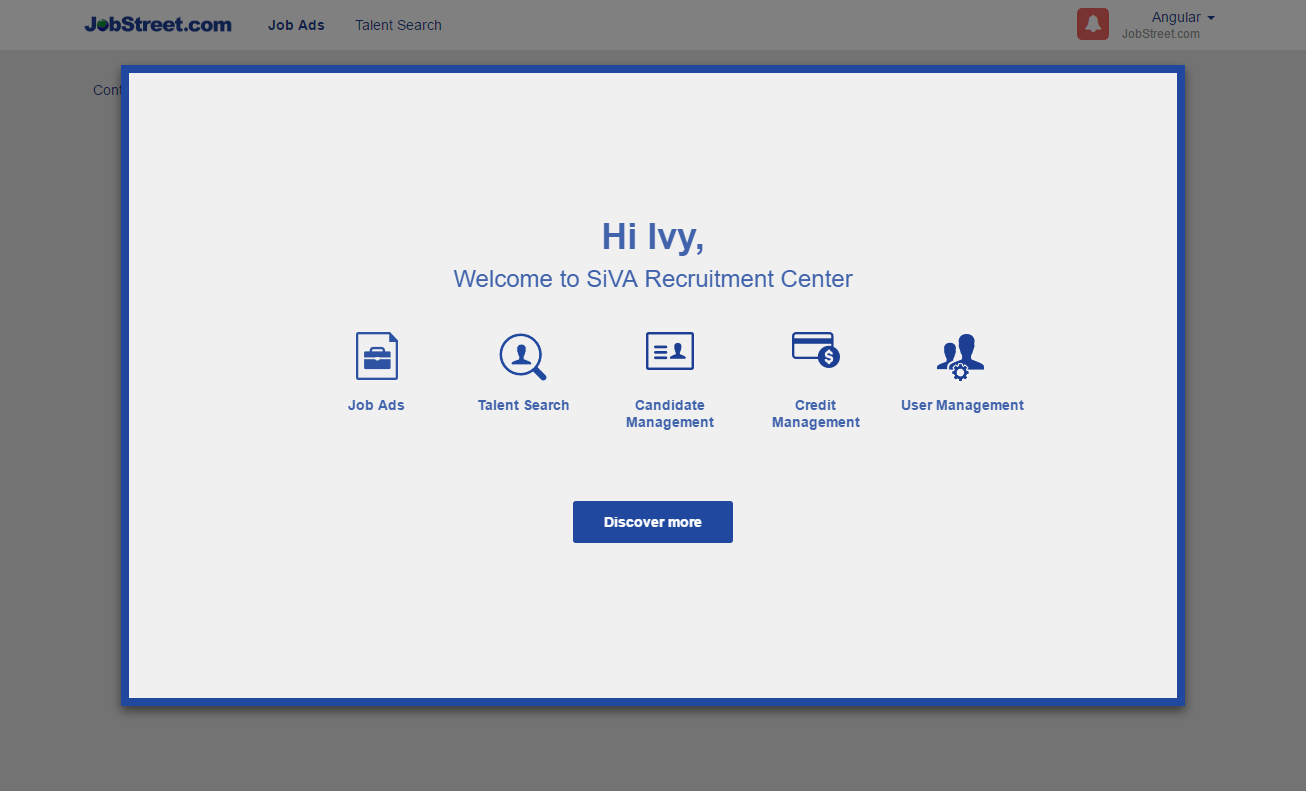 JobStreet.com Job Ads Talent Search Angular
JobStreet.com
Cont
Hi Ivy,
Welcome to SiVA Recruitment Center
Job Ads Talent Search Candidate Management Credit Management User Management
Discover more